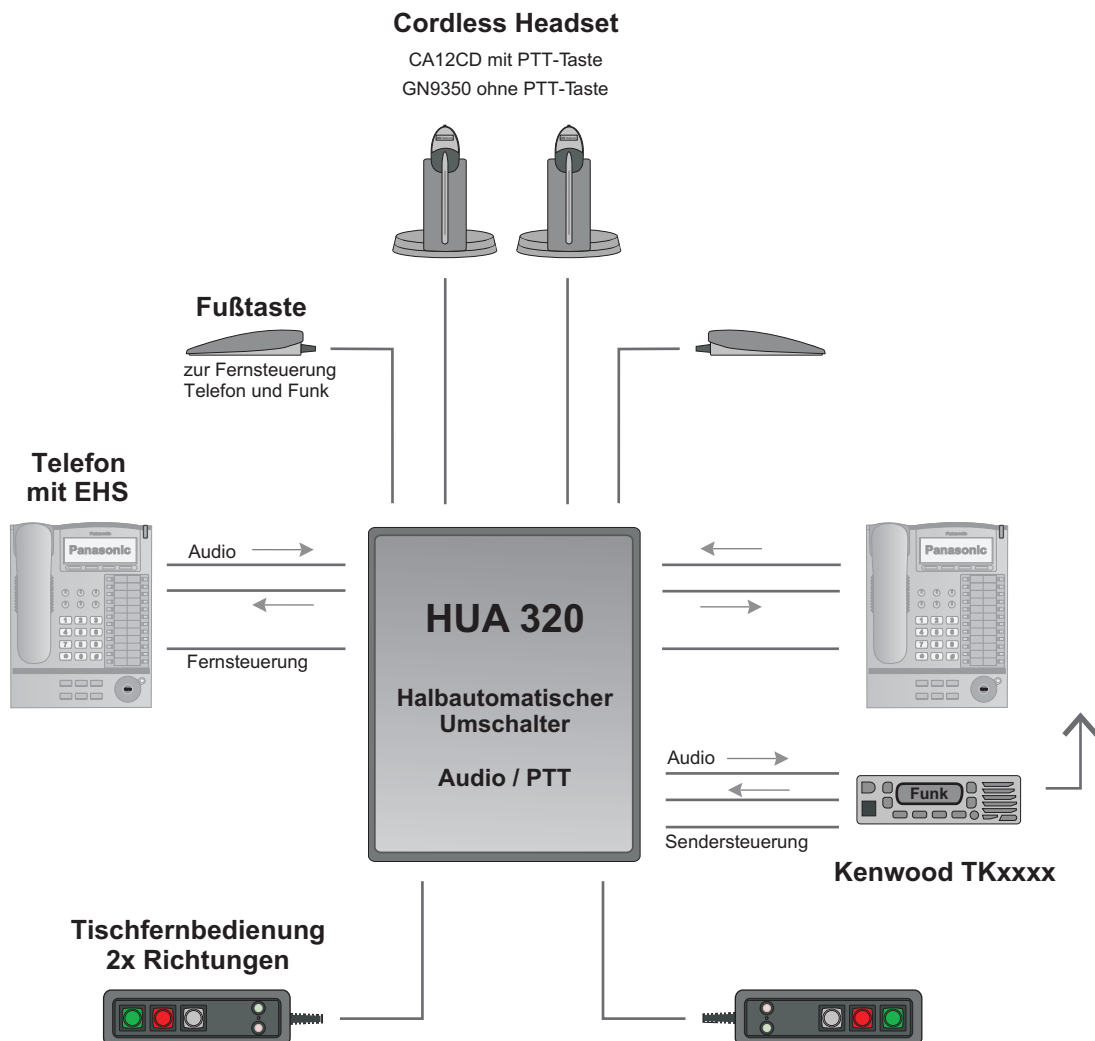 Cordless Headset
CA12CD mit PTT-Taste
GN9350 ohne PTT-Taste
Fußtaste
zur Fernsteuerung
Telefon und Funk
Telefon
mit EHS
Panasonic
Audio
Fernsteuerung
HUA 320
Halbautomatischer
Umschalter
Audio / PTT
Panasonic
Audio
Funk
Sendersteuerung
Kenwood TKxxxx
Tischfernbedienung
2x Richtungen